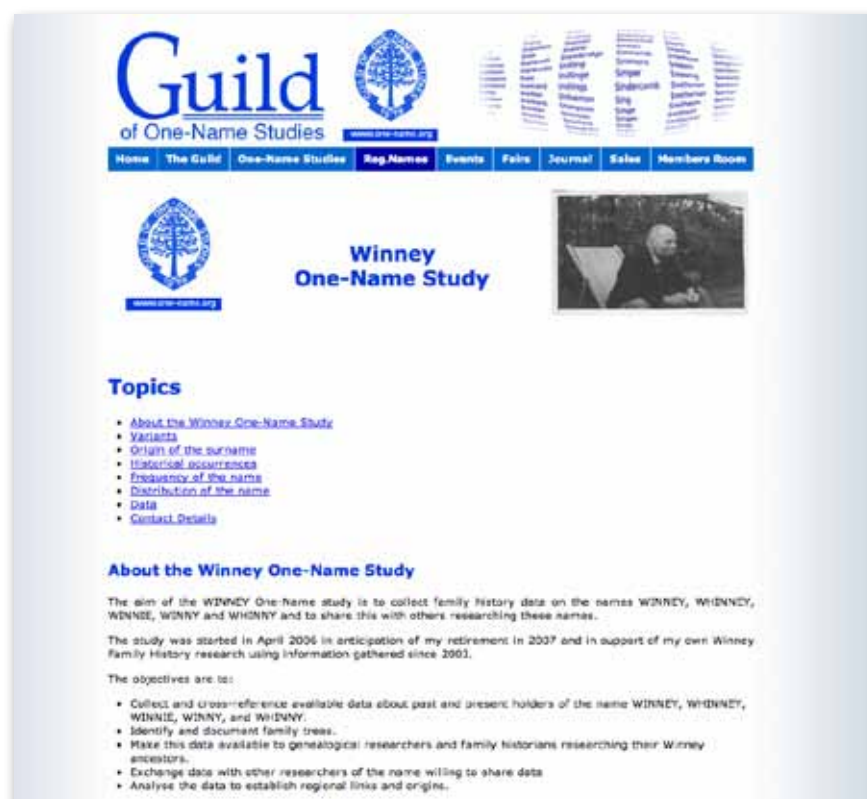 Guild
of One-Name Studies
www.one-name.org
Home The Guild One-Name Studies Reg.Names Events Fairs Journal Sales Members Room
www.one-name.org
Winney
One-Name Study
Topics
• About the Winney One-Name Study
• Variants
• Origin of the surname
• Historical occurrences
• Frequency of the name
• Distribution of the name
• Data
• Contact Details
About the Winney One-Name Study
The aim of the WINNEY One-Name study is to collect family history data on the names WINNEY, WHINNEY,
WINNIE, WINNY and WHINNY and to share this with others researching these names.
The study was started in April 2006 in anticipation of my retirement in 2007 and in support of my own Winney
Family History research using information gathered since
The objectives are to:
• Collect and cross-reference available data about past and present holders of the name WINNEY, WHINNEY,
WINNIE, WINNY, and WHINNY.
• Identify and document family trees.
• Make this data available to genealogical researchers and family historians researching their Winney
ancestors.
• Exchange data with other researchers of the name willing to share data
• Analyse the data to establish regional links and origins.